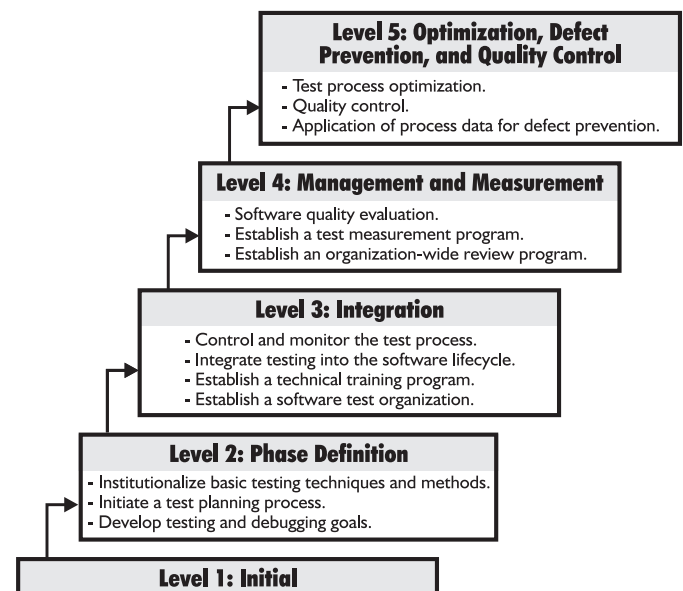 Level 5: Optimization, Defect
Prevention, and Quality Control
- Test process optimization.
- Quality control.
- Application of process data for defect prevention.
Level 4: Management and Measurement
- Software quality evaluation.
- Establish a test measurement program.
- Establish an organization-wide review program.
Level 3: Integration
- Control and monitor the test process.
- Integrate testing into the software lifecycle.
- Establish a technical training program.
- Establish a software test organization.
Level 2: Phase Definition
- Institutionalize basic testing techniques and methods.
- Initiate a test planning process.
- Develop testing and debugging goals.
Level 1: Initial